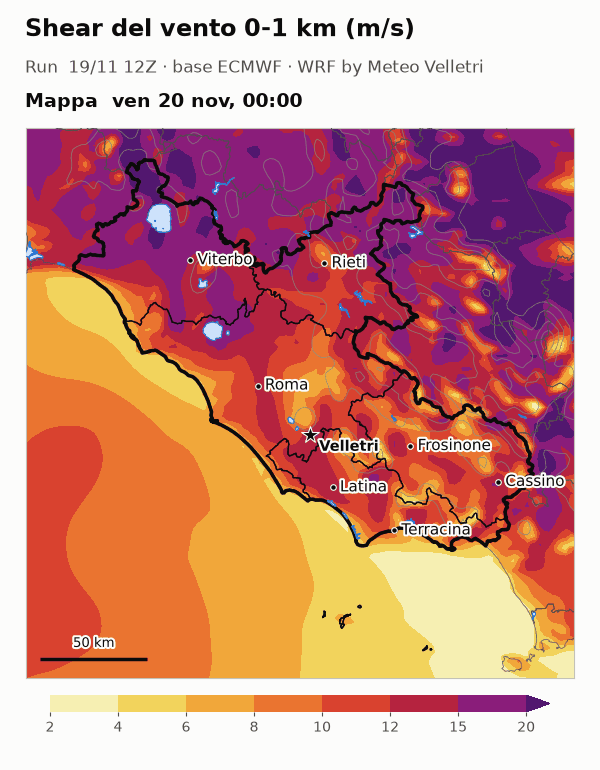 Shear del vento 0-1 km (m/s)
Run  19/11 12Z · base ECMWF · WRF by Meteo Velletri
Mappa  ven 20 nov, 00:00
Viterbo
Rieti
Roma
Velletri
Frosinone
Latina
Cassino
Terracina
50 km
2 4 6 8 10 12 15 20